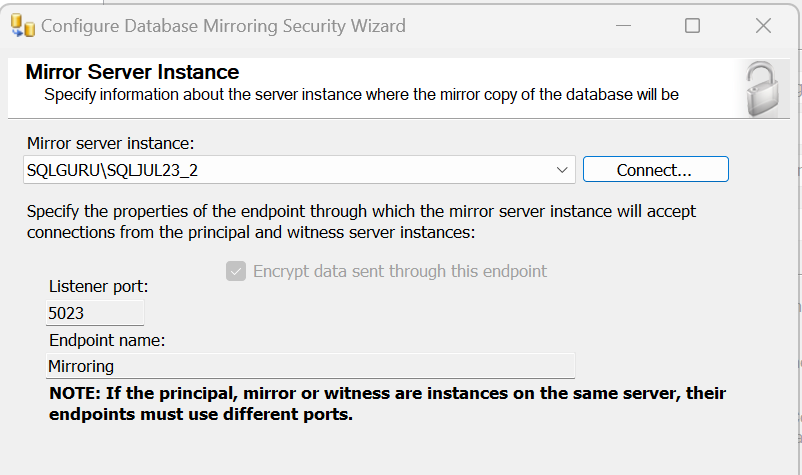 Configure Database Mirroring Security Wizard
Mirror Server Instance
Specify information about the server instance where the mirror copy of the database will be
Mirror server instance:
SQLGURU\SQLJUL23_2
Connect...
Specify the properties of the endpoint through which the mirror server instance will accept
connections from the principal and witness server instances:
Encrypt data sent through this endpoint
Listener port:
5023
Endpoint name:
Mirroring
NOTE: If the principal, mirror or witness are instances on the same server, their
endpoints must use different ports.